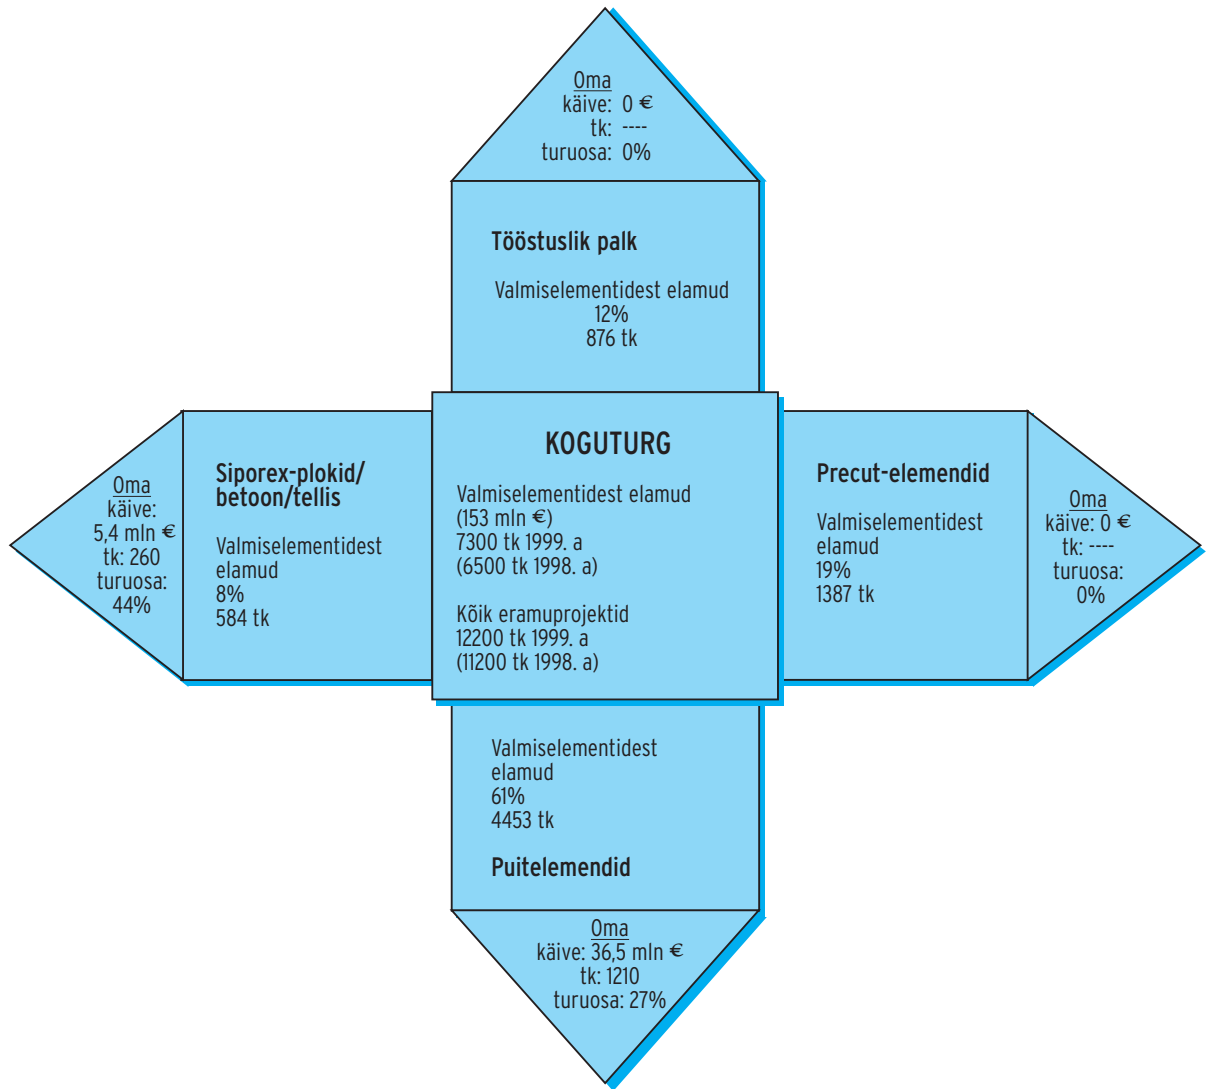 Oma
käive: 0 €
tk: ----
turuosa: 0%
Tööstuslik palk
Valmiselementidest elamud
12%
876 tk
Oma
käive:
5,4 mln €
tk: 260
turuosa:
44%
Siporex-plokid/
betoon/tellis
Valmiselementidest
elamud
8%
584 tk
KOGUTURG
Valmiselementidest elamud
(153 mln €)
7300 tk 1999. a
(6500 tk 1998. a)
Kõik eramuprojektid
12200 tk 1999. a
(11200 tk 1998. a)
Precut-elemendid
Valmiselementidest
elamud
19%
1387 tk
Oma
käive: 0 €
tk: ----
turuosa:
0%
Valmiselementidest
elamud
61%
4453 tk
Puitelemendid
Oma
käive: 36,5 mln €
tk: 1210
turuosa: 27%